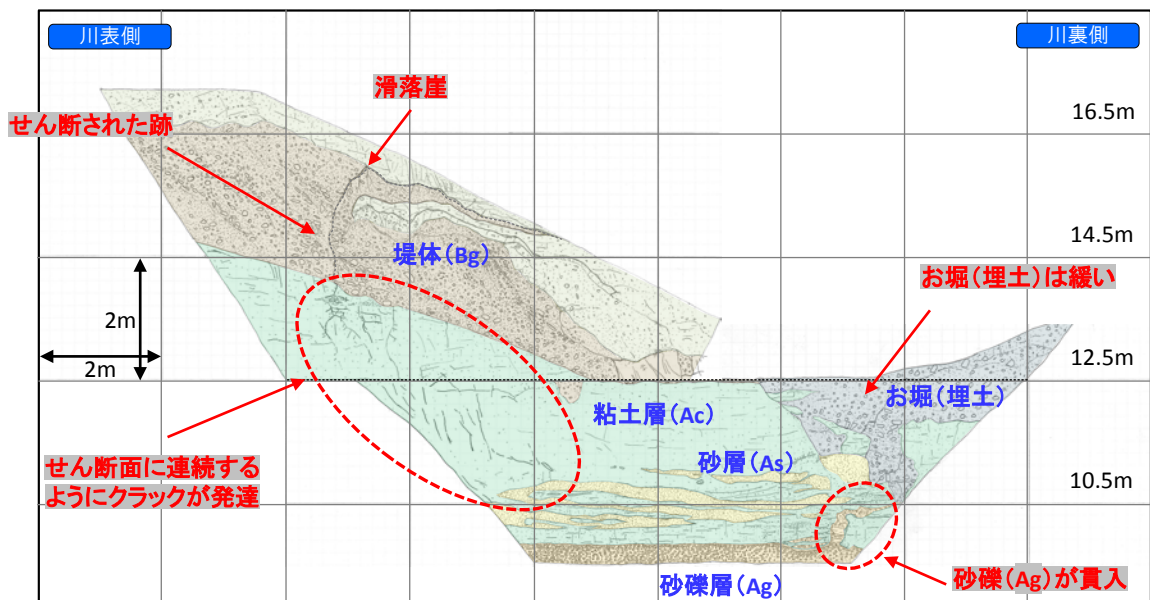 川表側
川裏側
滑落崖
せん断された跡
16.5m
堤体(Bg)
14.5m
お堀(埋土)は緩い
2m
2m
12.5m
お堀(埋土)
粘土層(Ac)
砂層(As)
せん断面に連続する
ようにクラックが発達
10.5m
砂礫層(Ag)
砂礫(Ag)が貫入